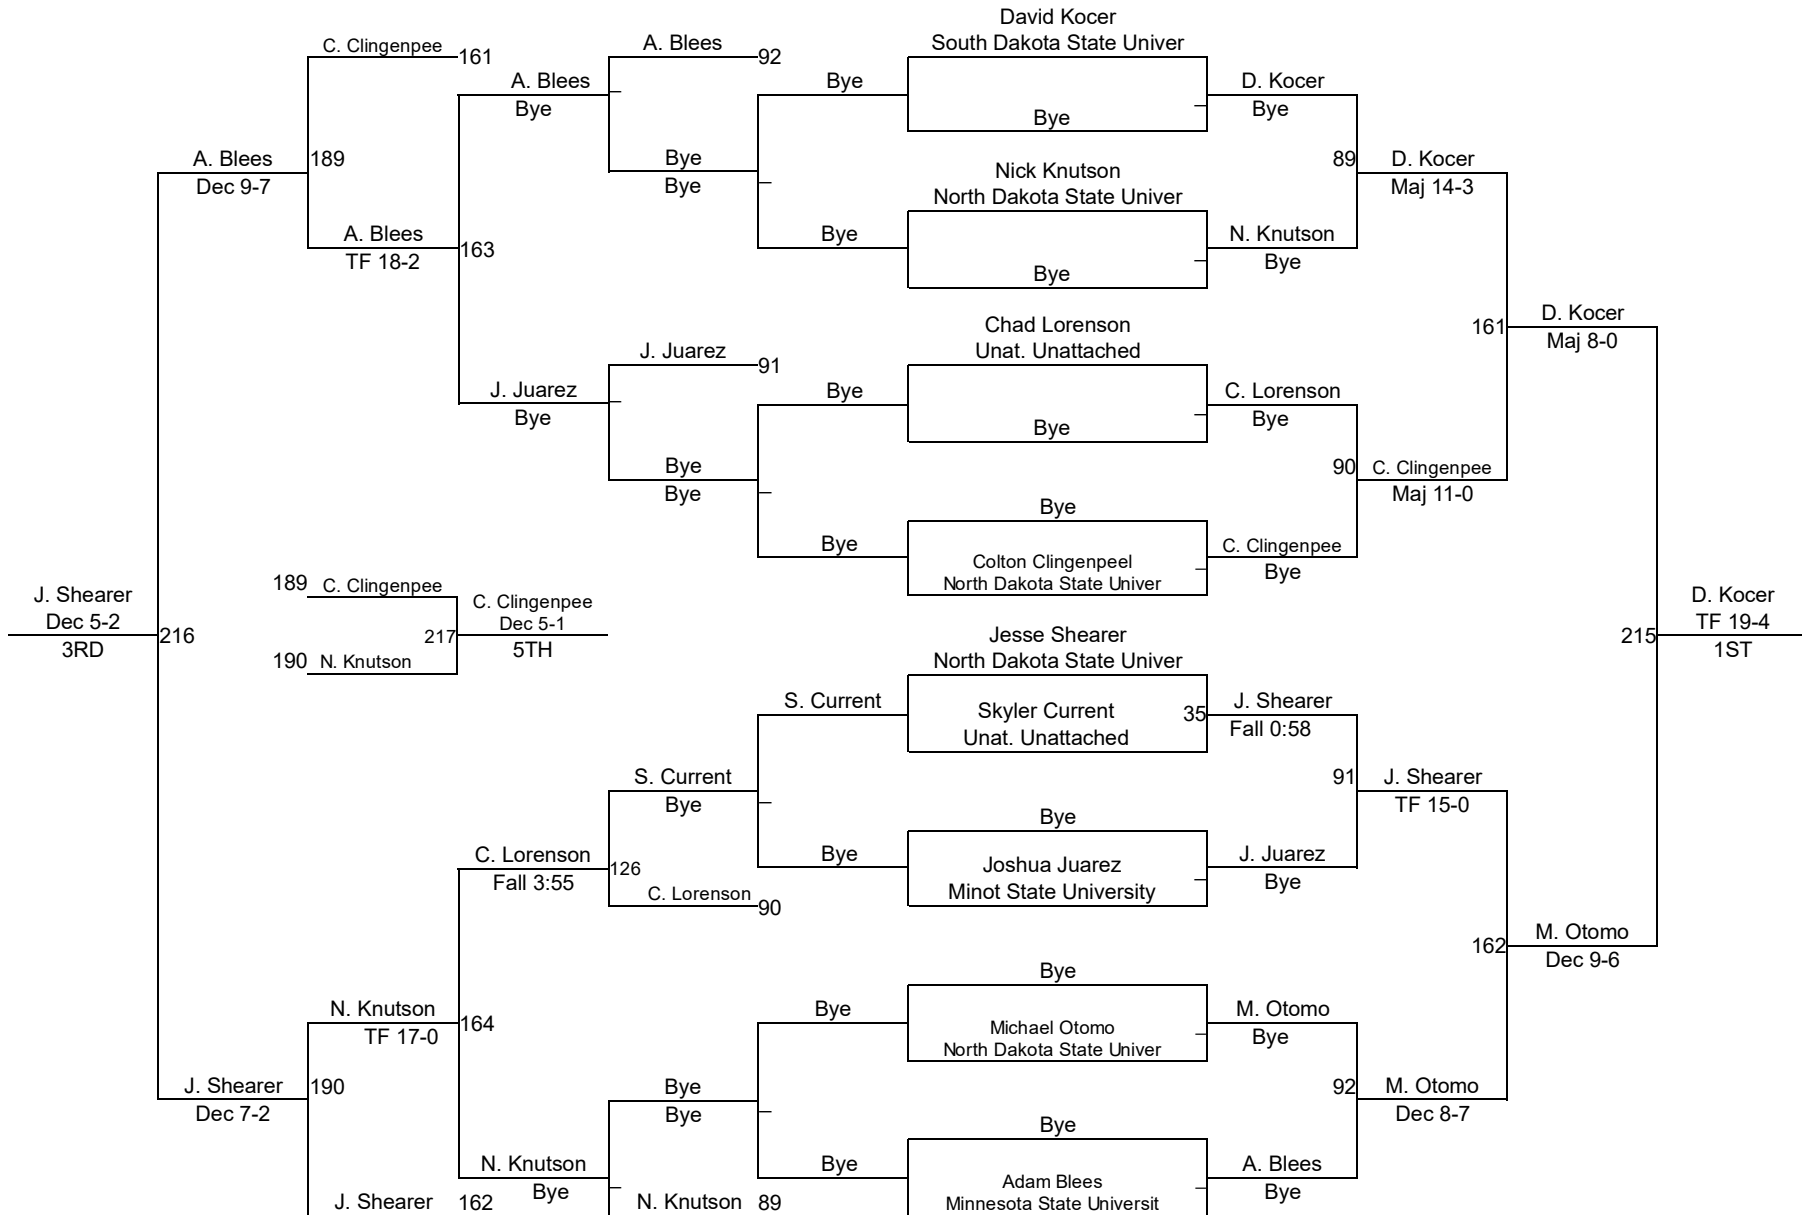 David Kocer
South Dakota State Univer
C. Clingenpee 161
A. Blees 92
A. Blees
Bye
Bye
Bye
D. Kocer
Bye
A. Blees
Dec 9-7
189
Bye
Bye
Nick Knutson
North Dakota State Univer
89
D. Kocer
Maj 14-3
A. Blees
TF 18-2
163
Bye
Bye
N. Knutson
Bye
Chad Lorenson
Unat. Unattached
161
D. Kocer
Maj 8-0
J. Juarez 91
J. Juarez
Bye
Bye
Bye
C. Lorenson
Bye
Bye
Bye
90
C. Clingenpee
Maj 11-0
Bye
Bye
Colton Clingenpeel
North Dakota State Univer
C. Clingenpee
Bye
J. Shearer
Dec 5-2
3RD
216
189 C. Clingenpee
190 N. Knutson
217
C. Clingenpee
Dec 5-1
5TH
215
D. Kocer
TF 19-4
1ST
Jesse Shearer
North Dakota State Univer
S. Current
Skyler Current
Unat. Unattached
35
J. Shearer
Fall 0:58
S. Current
Bye
91
J. Shearer
TF 15-0
Bye
C. Lorenson
Fall 3:55
126
Bye
Joshua Juarez
Minot State University
J. Juarez
Bye
C. Lorenson 90
162
M. Otomo
Dec 9-6
Bye
N. Knutson
TF 17-0
164
Bye
Michael Otomo
North Dakota State Univer
M. Otomo
Bye
J. Shearer
Dec 7-2
190
Bye
Bye
92
M. Otomo
Dec 8-7
Bye
N. Knutson
Bye
Bye
Adam Blees
Minnesota State Universit
A. Blees
Bye
J. Shearer 162
N. Knutson 89